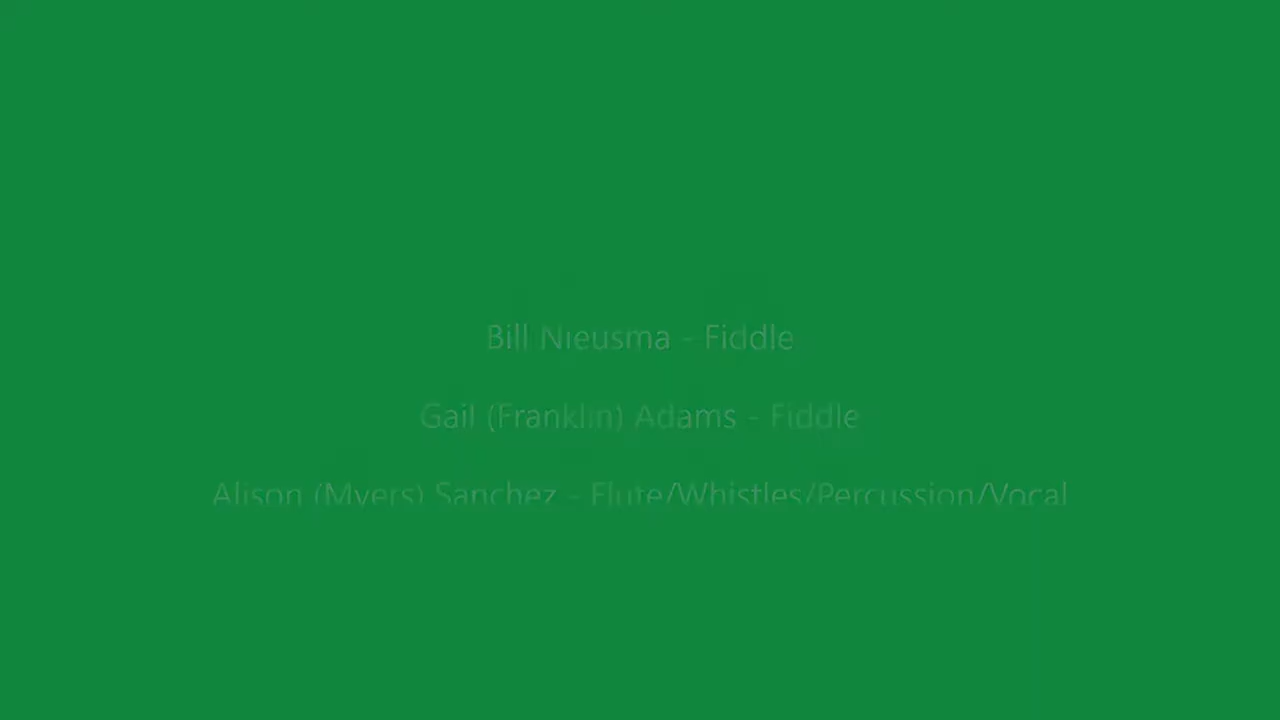 Bill Nieusma - Fiddle
Gail (Franklin) Adams - Fiddle
Alison (Myers) Sanchez - Flute/Whistles/Percussion/Vocal